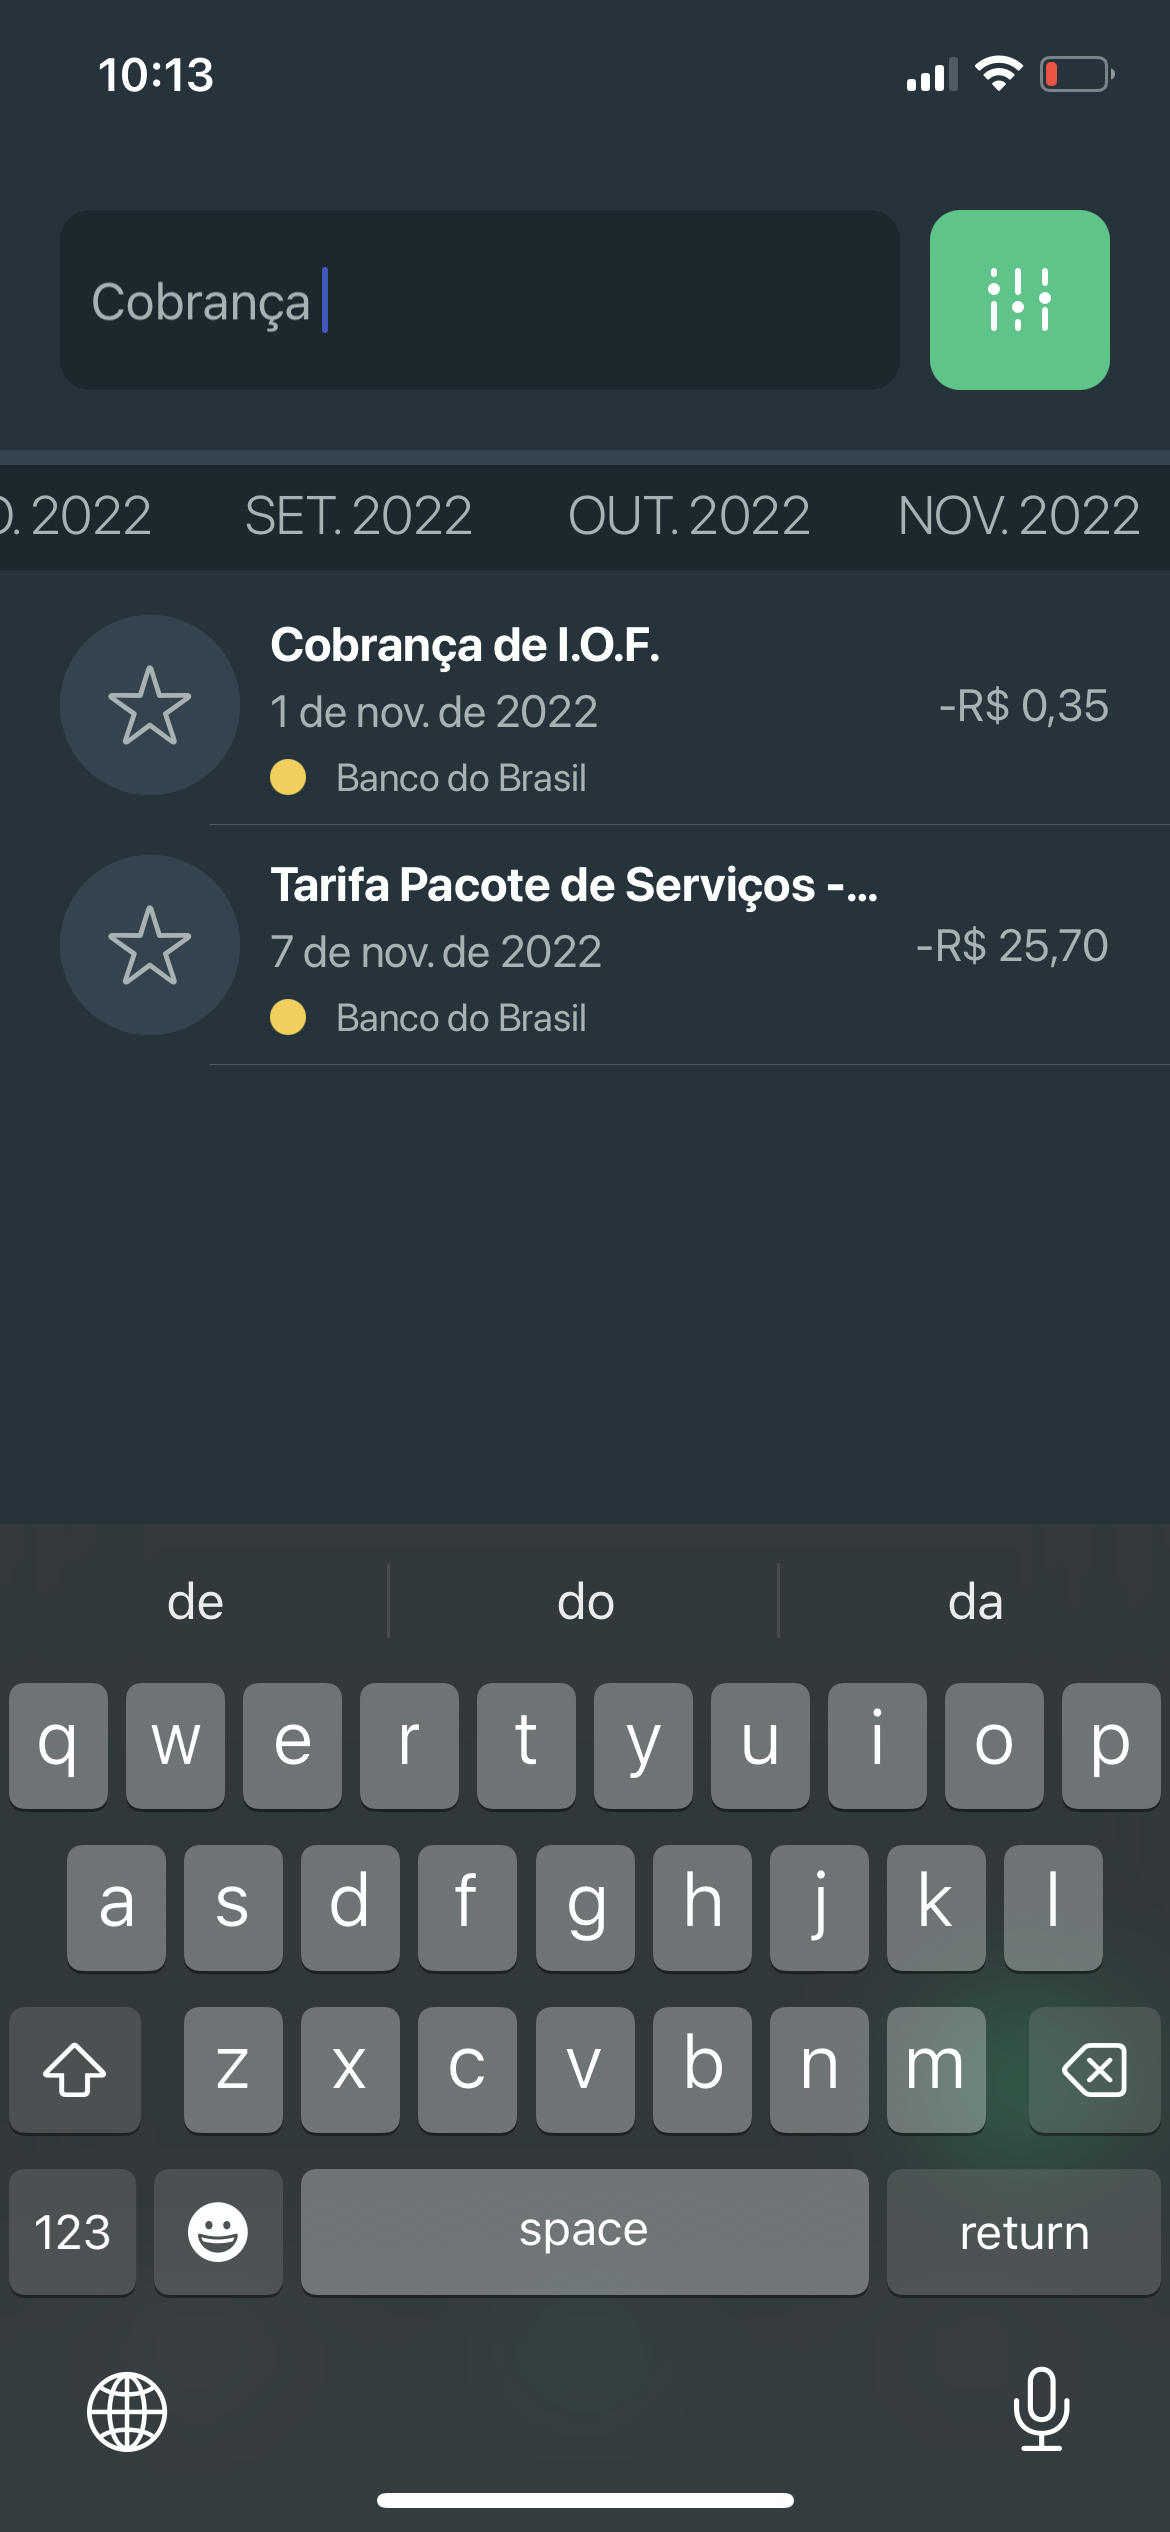 10:13
Cobrança
O. 2022 SET. 2022 OUT. 2022 NOV. 2022
Cobrança de I.O.F.
1 de nov. de 2022
-R$ 0,35
Banco do Brasil
Tarifa Pacote de Serviços -...
7 de nov. de 2022
-R$ 25,70
Banco do Brasil
de do da
q w e r t y u i o p
a s d f g h j k l
z x c v b n m
123 space return